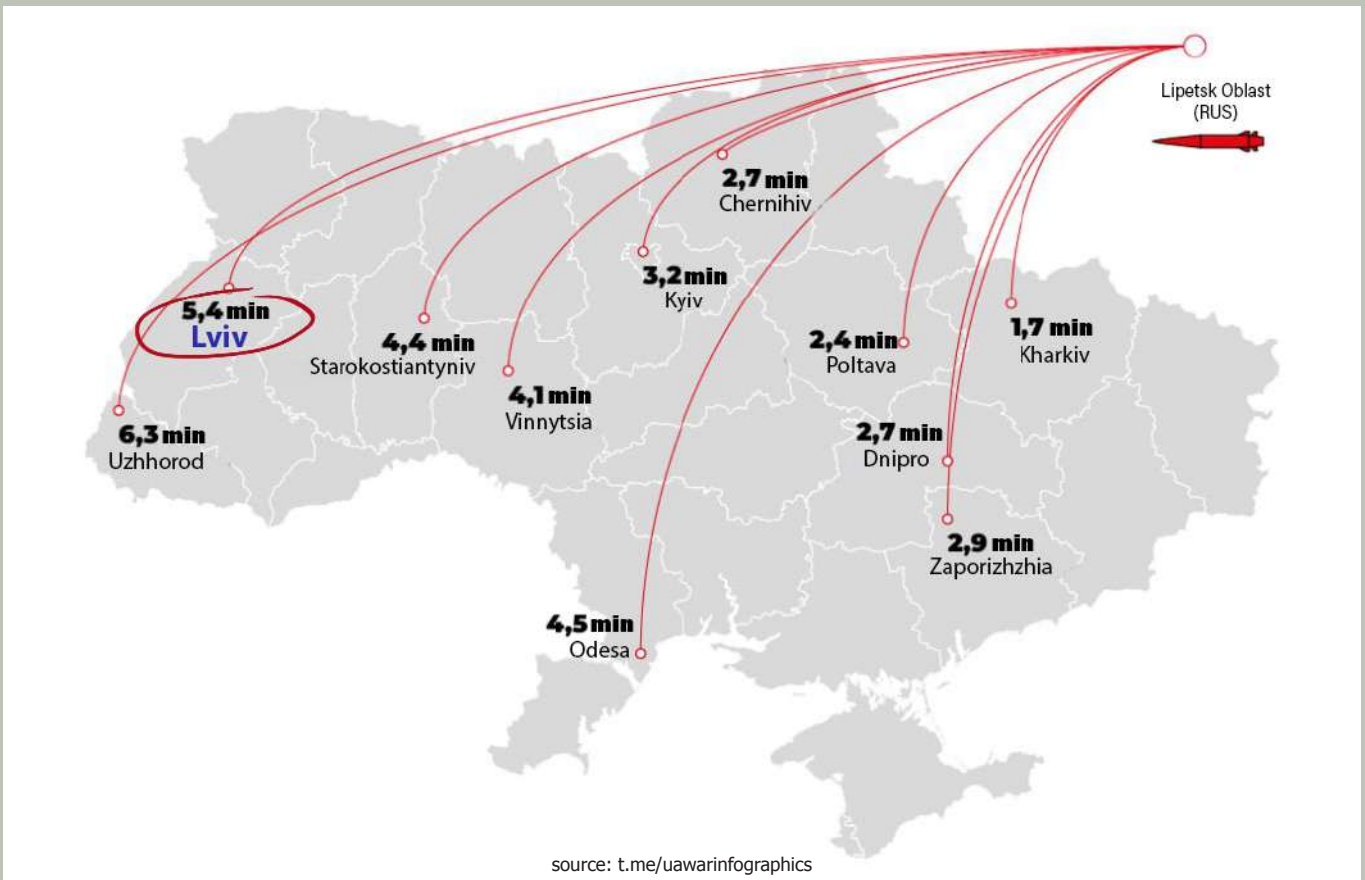 Lipetsk Oblast
(RUS)
2,7 min
Chernihiv
3,2 min
Kyiv
5,4 min
Lviv
4,4 min
Starokostiantyniv
2,4 min
Poltava
1,7 min
Kharkiv
4,1 min
Vinnytsia
6,3 min
Uzhhorod
2,7 min
Dnipro
2,9 min
Zaporizhzhia
4,5 min
Odesa
source: t.me/uawarinfographics